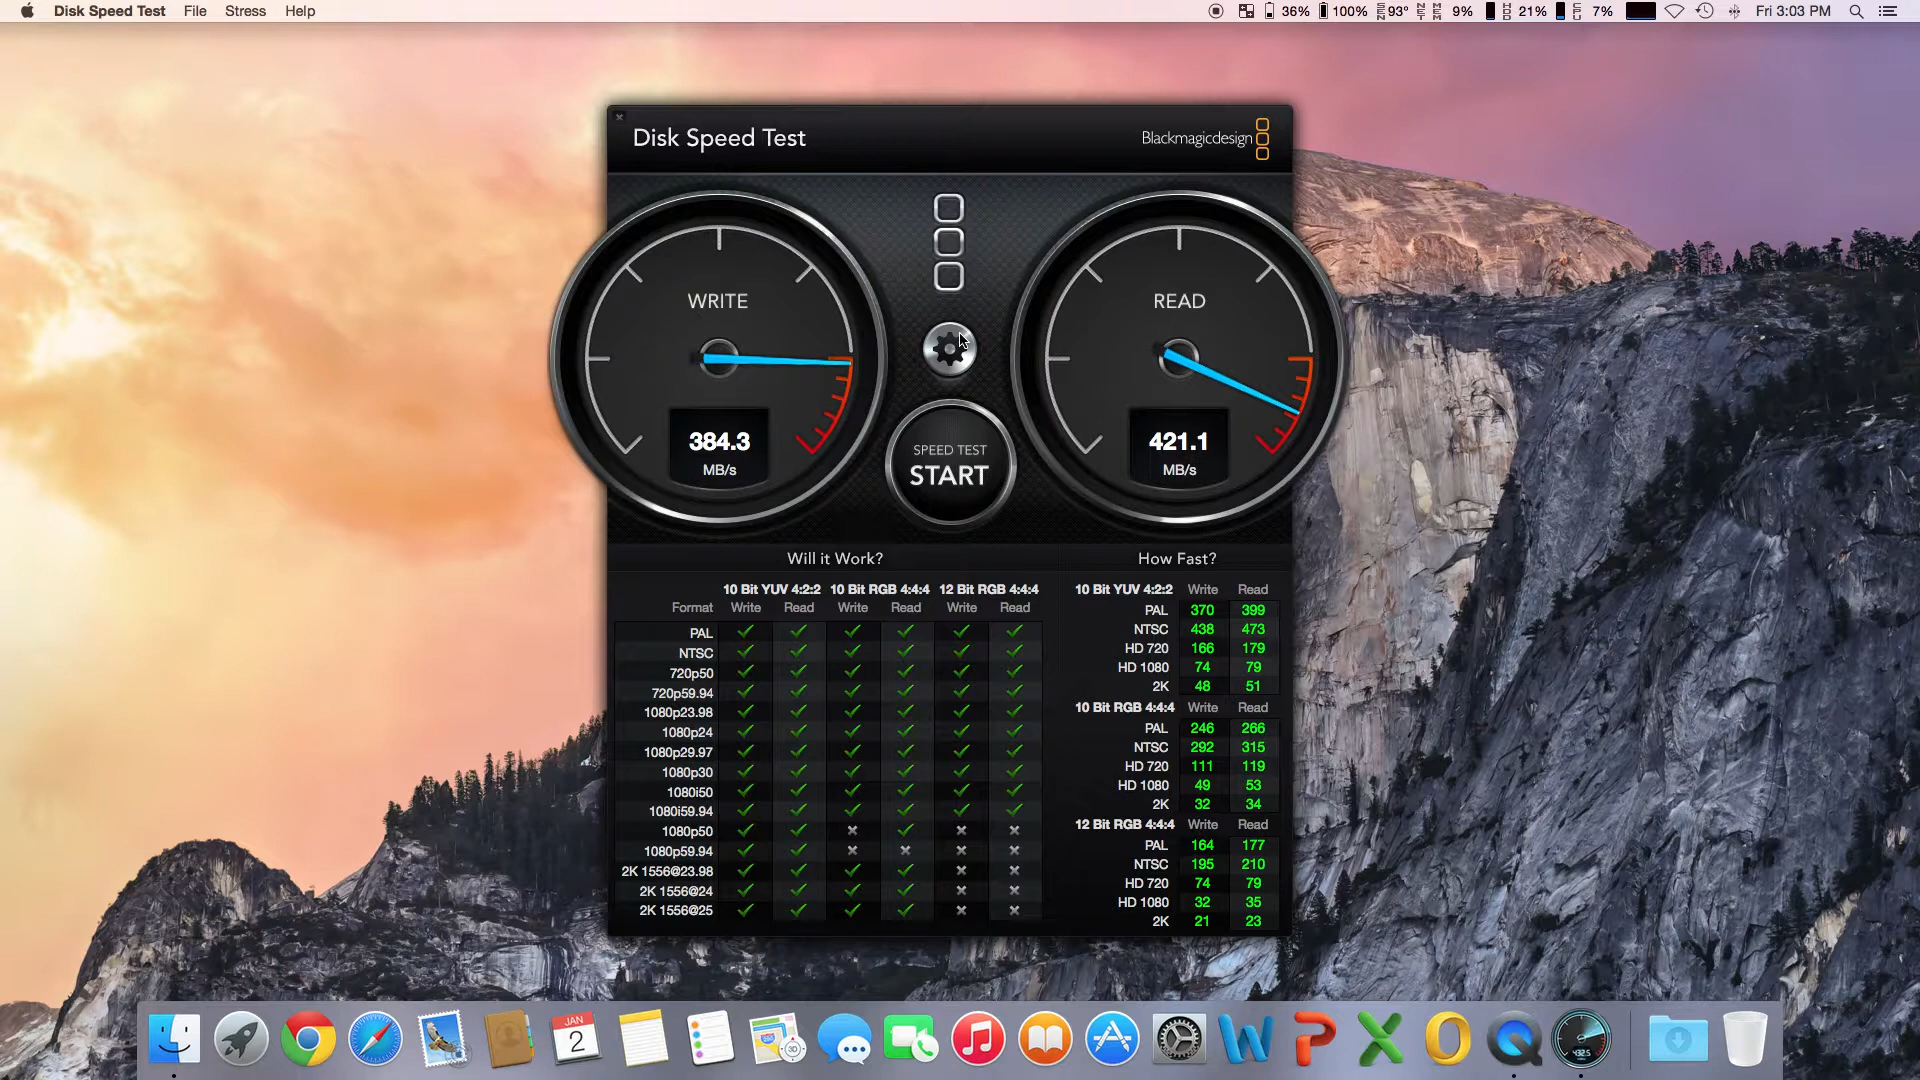 Disk Speed Test File Stress Help
36% 100% SEN 93° NET MEM 9% HDD 21% CPU 7% Fri 3:03 PM
Disk Speed Test
Blackmagicdesign
WRITE
384.3
MB/s
SPEED TEST
START
READ
421.1
MB/s
Will it Work?
10 Bit YUV 4:2:2 10 Bit RGB 4:4:4 12 Bit RGB 4:4:4
Format Write Read Write Read Write Read
PAL
NTSC
720p50
720p59.94
1080p23.98
1080p24
1080p29.97
1080p30
1080i50
1080i59.94
1080p50
1080p59.94
2K 1556@23.98
2K 1556@24
2K 1556@25
How Fast?
10 Bit YUV 4:2:2 Write Read
PAL 370 399
NTSC 438 473
HD 720 166 179
HD 1080 74 79
2K 48 51
10 Bit RGB 4:4:4 Write Read
PAL 246 266
NTSC 292 315
HD 720 111 119
HD 1080 49 53
2K 32 34
12 Bit RGB 4:4:4 Write Read
PAL 164 177
NTSC 195 210
HD 720 74 79
HD 1080 32 35
2K 21 23
JAN
2
3D
W P X O
432.5